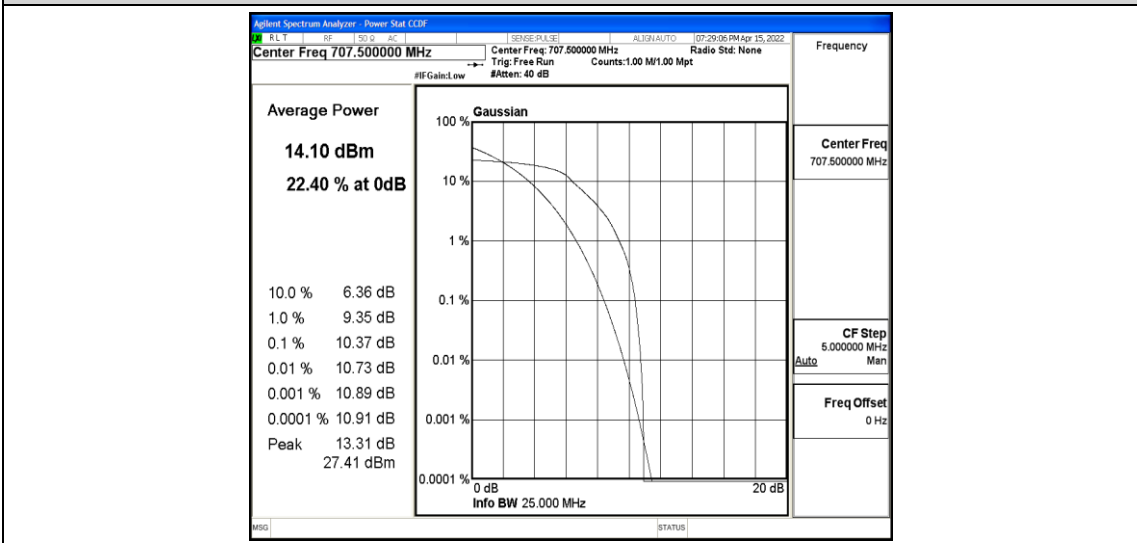 Agilent Spectrum Analyzer - Power Stat CCDF
LXI RLT RF 50 Ω AC SENSE:PULSE ALIGNAUTO 07:29:06 PM Apr 15, 2022
Center Freq 707.500000 MHz Center Freq: 707.500000 MHz Radio Std: None
Trig: Free Run Counts:1.00 M/1.00 Mpt
#IFGain:Low #Atten: 40 dB
Frequency
Average Power
14.10 dBm
22.40 % at 0dB
10.0 % 6.36 dB
1.0 % 9.35 dB
0.1 % 10.37 dB
0.01 % 10.73 dB
0.001 % 10.89 dB
0.0001 % 10.91 dB
Peak 13.31 dB
27.41 dBm
Gaussian
100 %
10 %
1 %
0.1 %
0.01 %
0.001 %
0.0001 %
0 dB 20 dB
Info BW 25.000 MHz
Center Freq
707.500000 MHz
CF Step
5.000000 MHz
Auto Man
Freq Offset
0 Hz
MSG STATUS